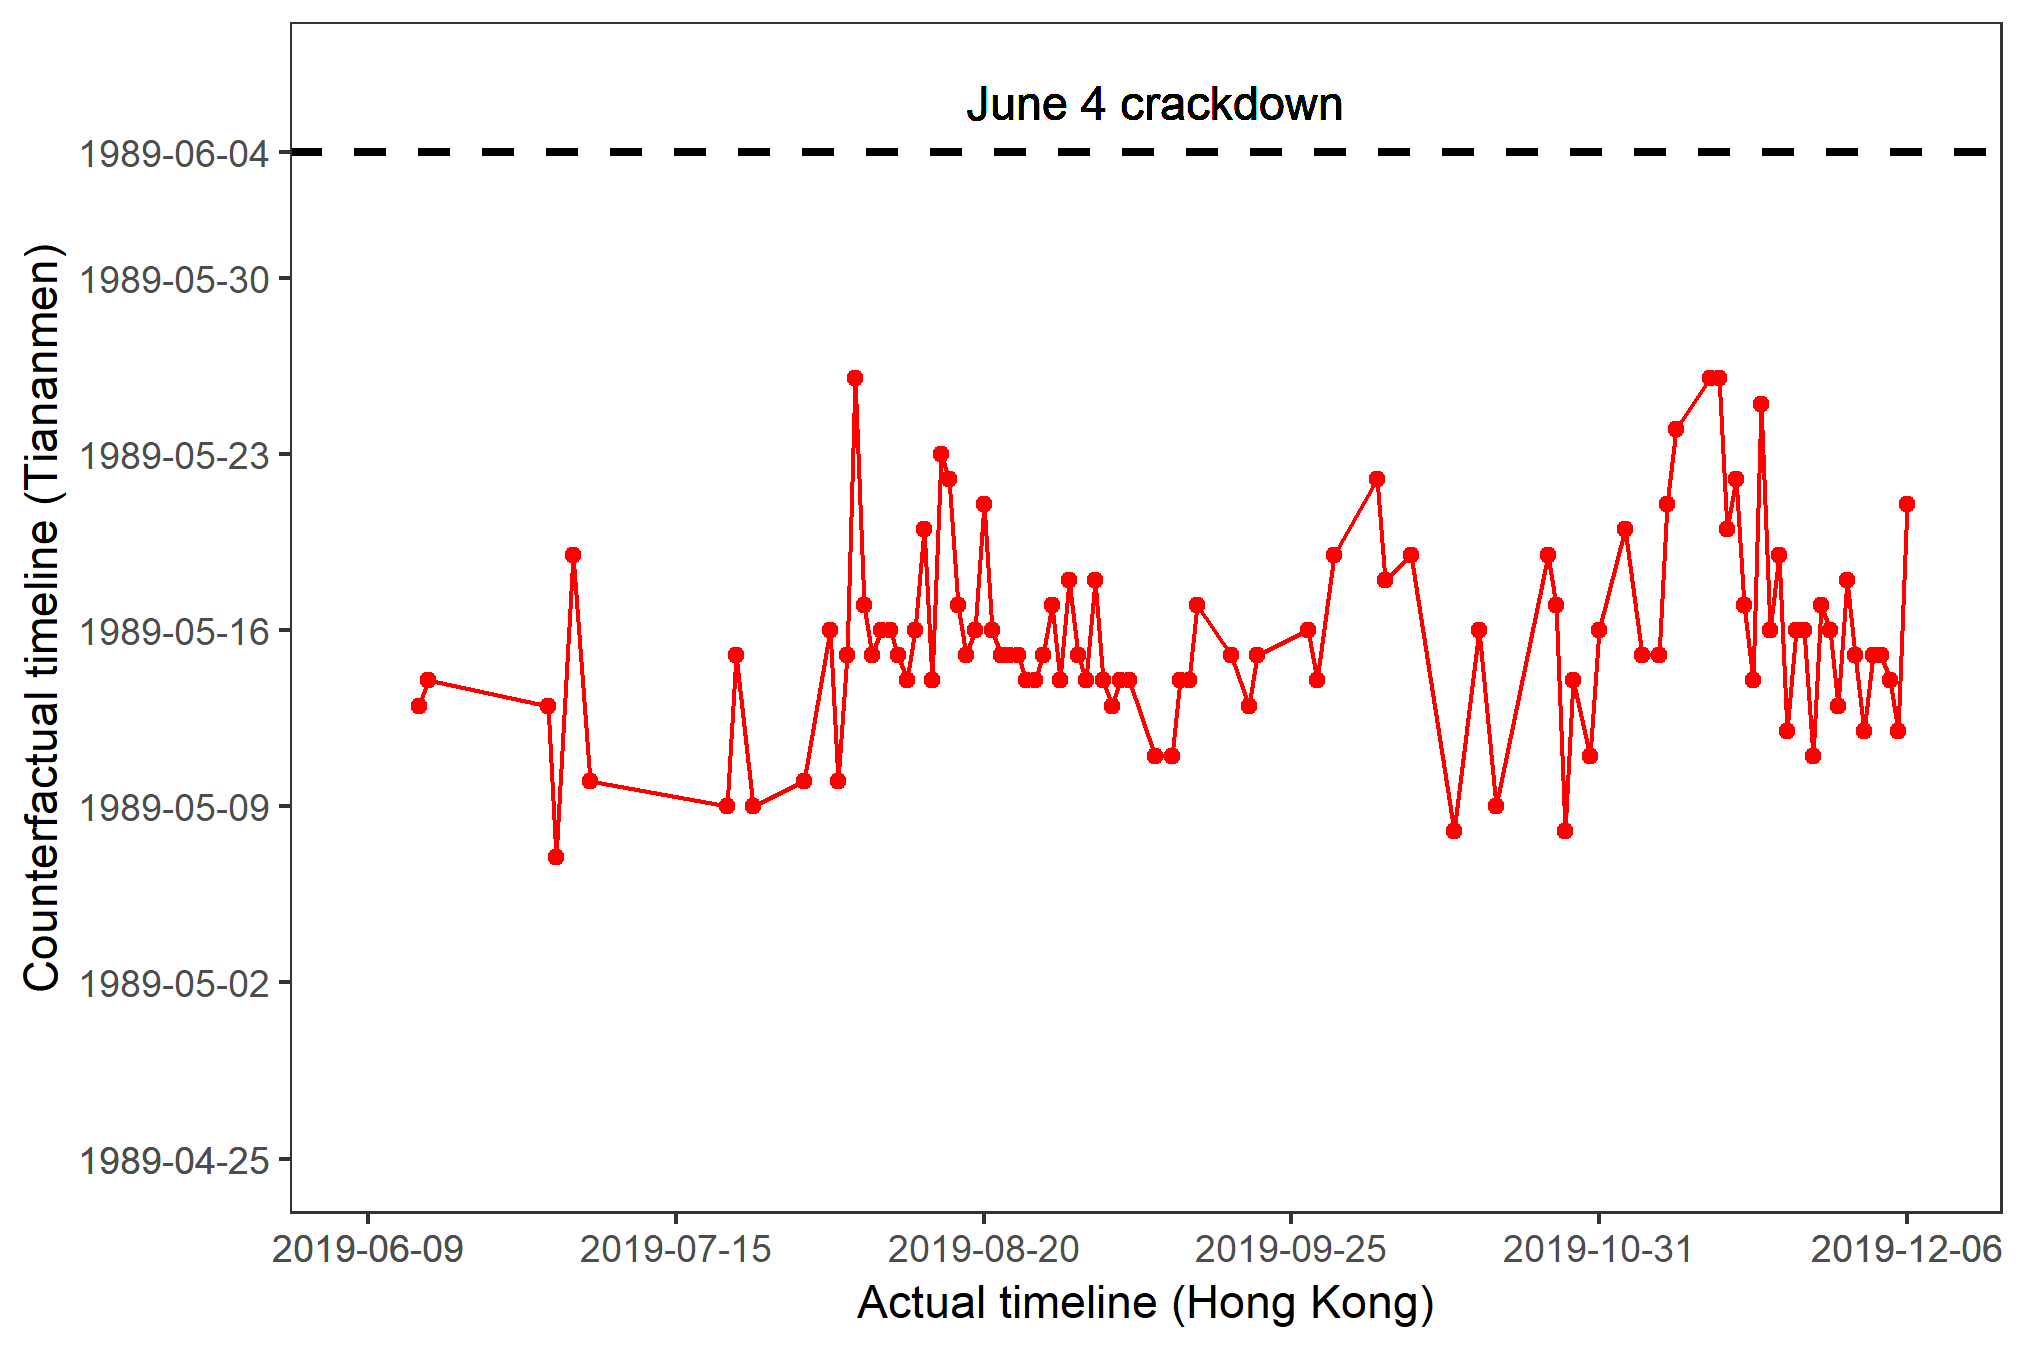 June 4 crackdown
1989-06-04
1989-05-30
1989-05-23
1989-05-16
1989-05-09
1989-05-02
1989-04-25
Counterfactual timeline (Tiananmen)
2019-06-09 2019-07-15 2019-08-20 2019-09-25 2019-10-31 2019-12-06
Actual timeline (Hong Kong)